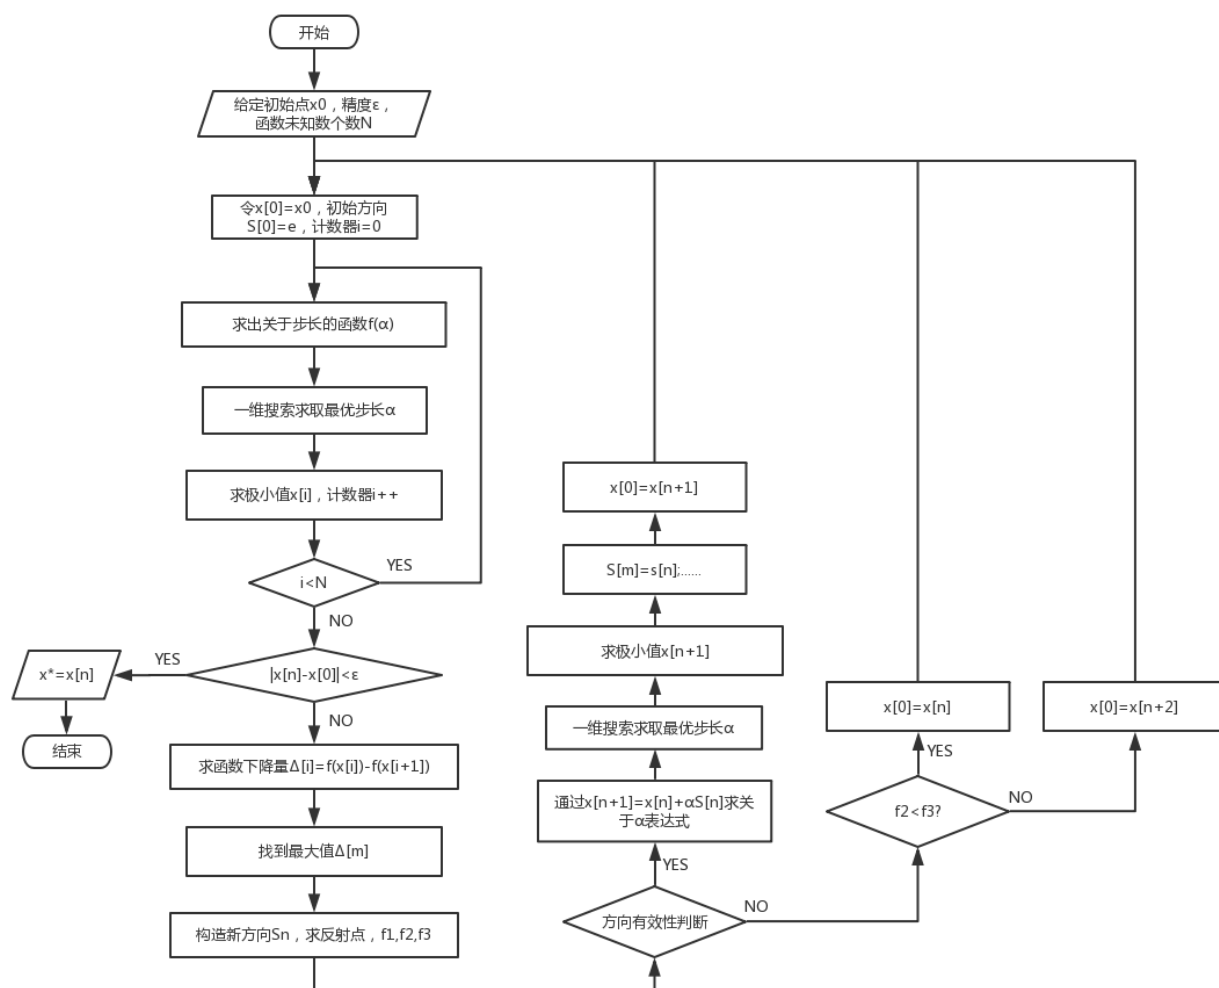 开始
给定初始点x0，精度ε，
函数未知数个数N
令x[0]=x0，初始方向
S[0]=e，计数器i=0
求出关于步长的函数f(α)
一维搜索求取最优步长α
求极小值x[i]，计数器i++
i<N
YES
NO
|x[n]-x[0]|<ε
YES
x*=x[n]
结束
NO
求函数下降量Δ[i]=f(x[i])-f(x[i+1])
找到最大值Δ[m]
构造新方向Sn，求反射点，f1,f2,f3
方向有效性判断
YES
通过x[n+1]=x[n]+αS[n]求关
于α表达式
一维搜索求取最优步长α
求极小值x[n+1]
S[m]=s[n];......
x[0]=x[n+1]
NO
f2<f3?
YES
x[0]=x[n]
NO
x[0]=x[n+2]